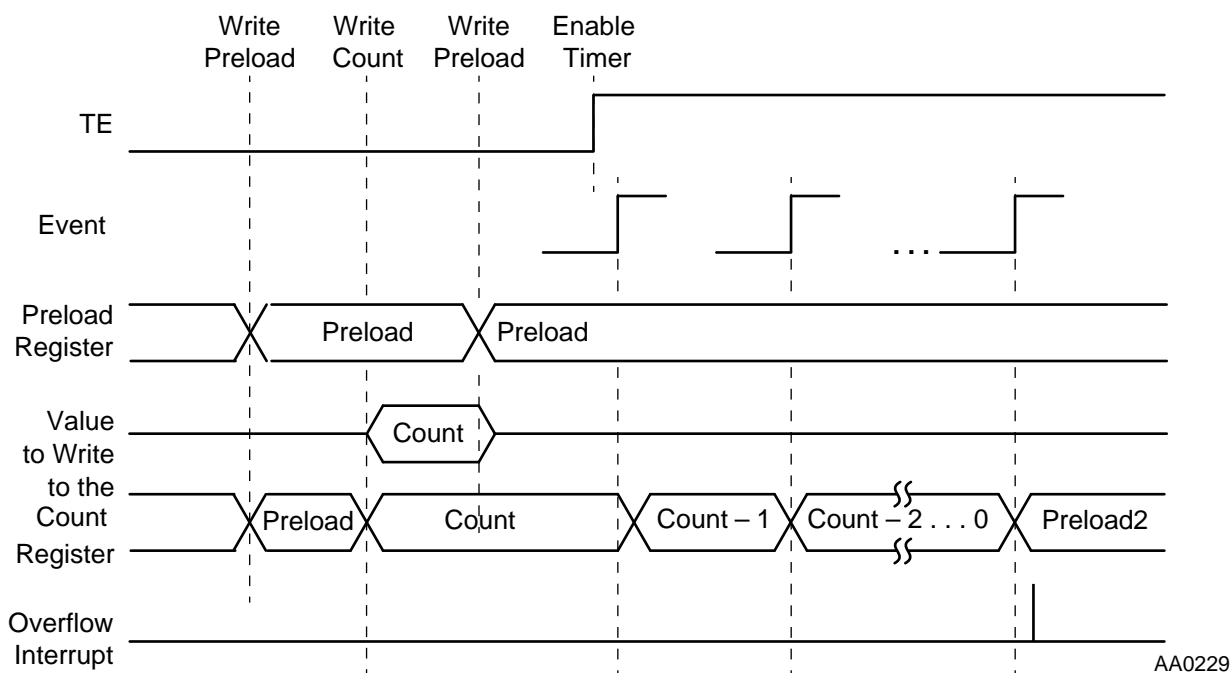 Write
Preload
Write
Count
Write
Preload
Enable
Timer
TE
Event
. . .
Preload
Register
Preload
Preload
Value
to Write
to the
Count
Register
Count
Preload
Count
Count – 1
Count – 2 . . . 0
Preload2
Overflow
Interrupt
AA0229